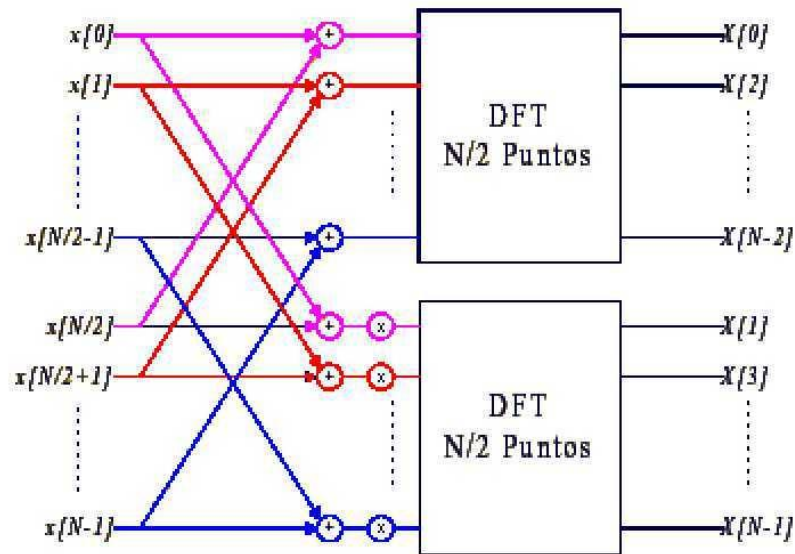 x[0]
+
X[0]
x[1]
+
X[2]
DFT
N/2 Puntos
x[N/2-1]
+
X[N-2]
x[N/2]
+
x
X[1]
x[N/2+1]
+
x
X[3]
DFT
N/2 Puntos
x[N-1]
+
x
X[N-1]